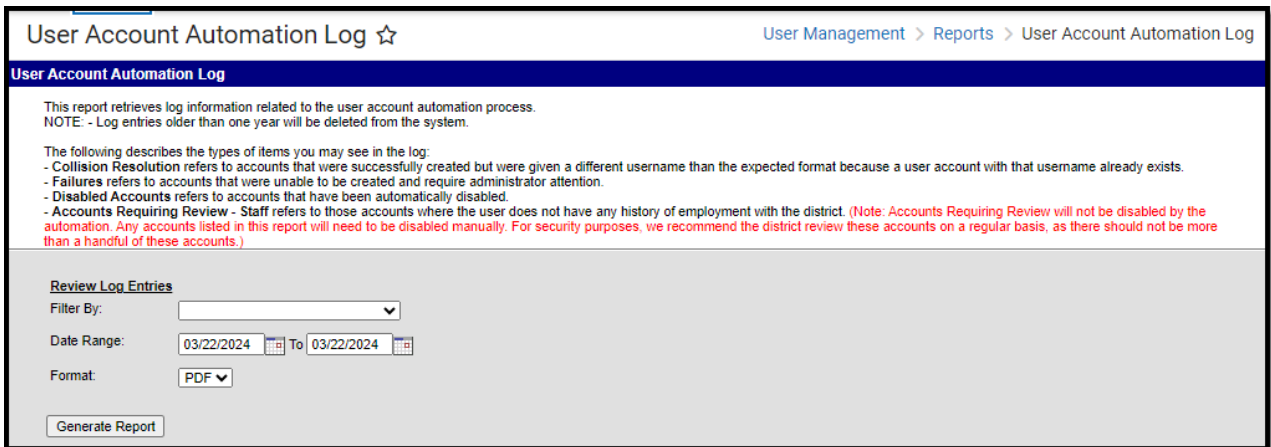 User Account Automation Log ☆
User Management > Reports > User Account Automation Log
User Account Automation Log
This report retrieves log information related to the user account automation process.
NOTE: - Log entries older than one year will be deleted from the system.
The following describes the types of items you may see in the log:
- Collision Resolution refers to accounts that were successfully created but were given a different username than the expected format because a user account with that username already exists.
- Failures refers to accounts that were unable to be created and require administrator attention.
- Disabled Accounts refers to accounts that have been automatically disabled.
- Accounts Requiring Review - Staff refers to those accounts where the user does not have any history of employment with the district. (Note: Accounts Requiring Review will not be disabled by the
automation. Any accounts listed in this report will need to be disabled manually. For security purposes, we recommend the district review these accounts on a regular basis, as there should not be more
than a handful of these accounts.)
Review Log Entries
Filter By:
Date Range: 03/22/2024 To 03/22/2024
Format: PDF
Generate Report